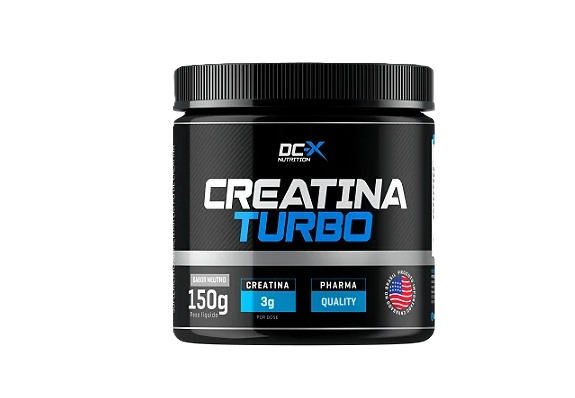 DC-X
NUTRITION
CREATINA
TURBO
SABOR NEUTRO
150g
Peso líquido
CREATINA
3g
POR DOSE
PHARMA
QUALITY